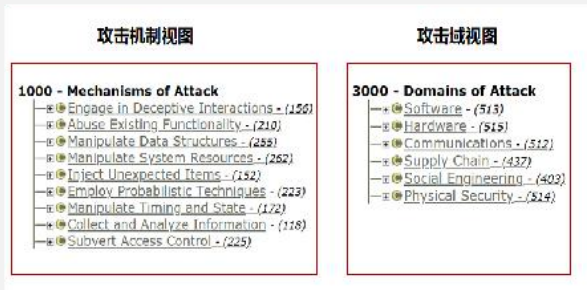 攻击机制视图
1000 - Mechanisms of Attack
Engage in Deceptive Interactions - (156)
Abuse Existing Functionality - (210)
Manipulate Data Structures - (255)
Manipulate System Resources - (262)
Inject Unexpected Items - (152)
Employ Probabilistic Techniques - (223)
Manipulate Timing and State - (172)
Collect and Analyze Information - (118)
Subvert Access Control - (225)
攻击域视图
3000 - Domains of Attack
Software - (513)
Hardware - (515)
Communications - (512)
Supply Chain - (437)
Social Engineering - (403)
Physical Security - (514)